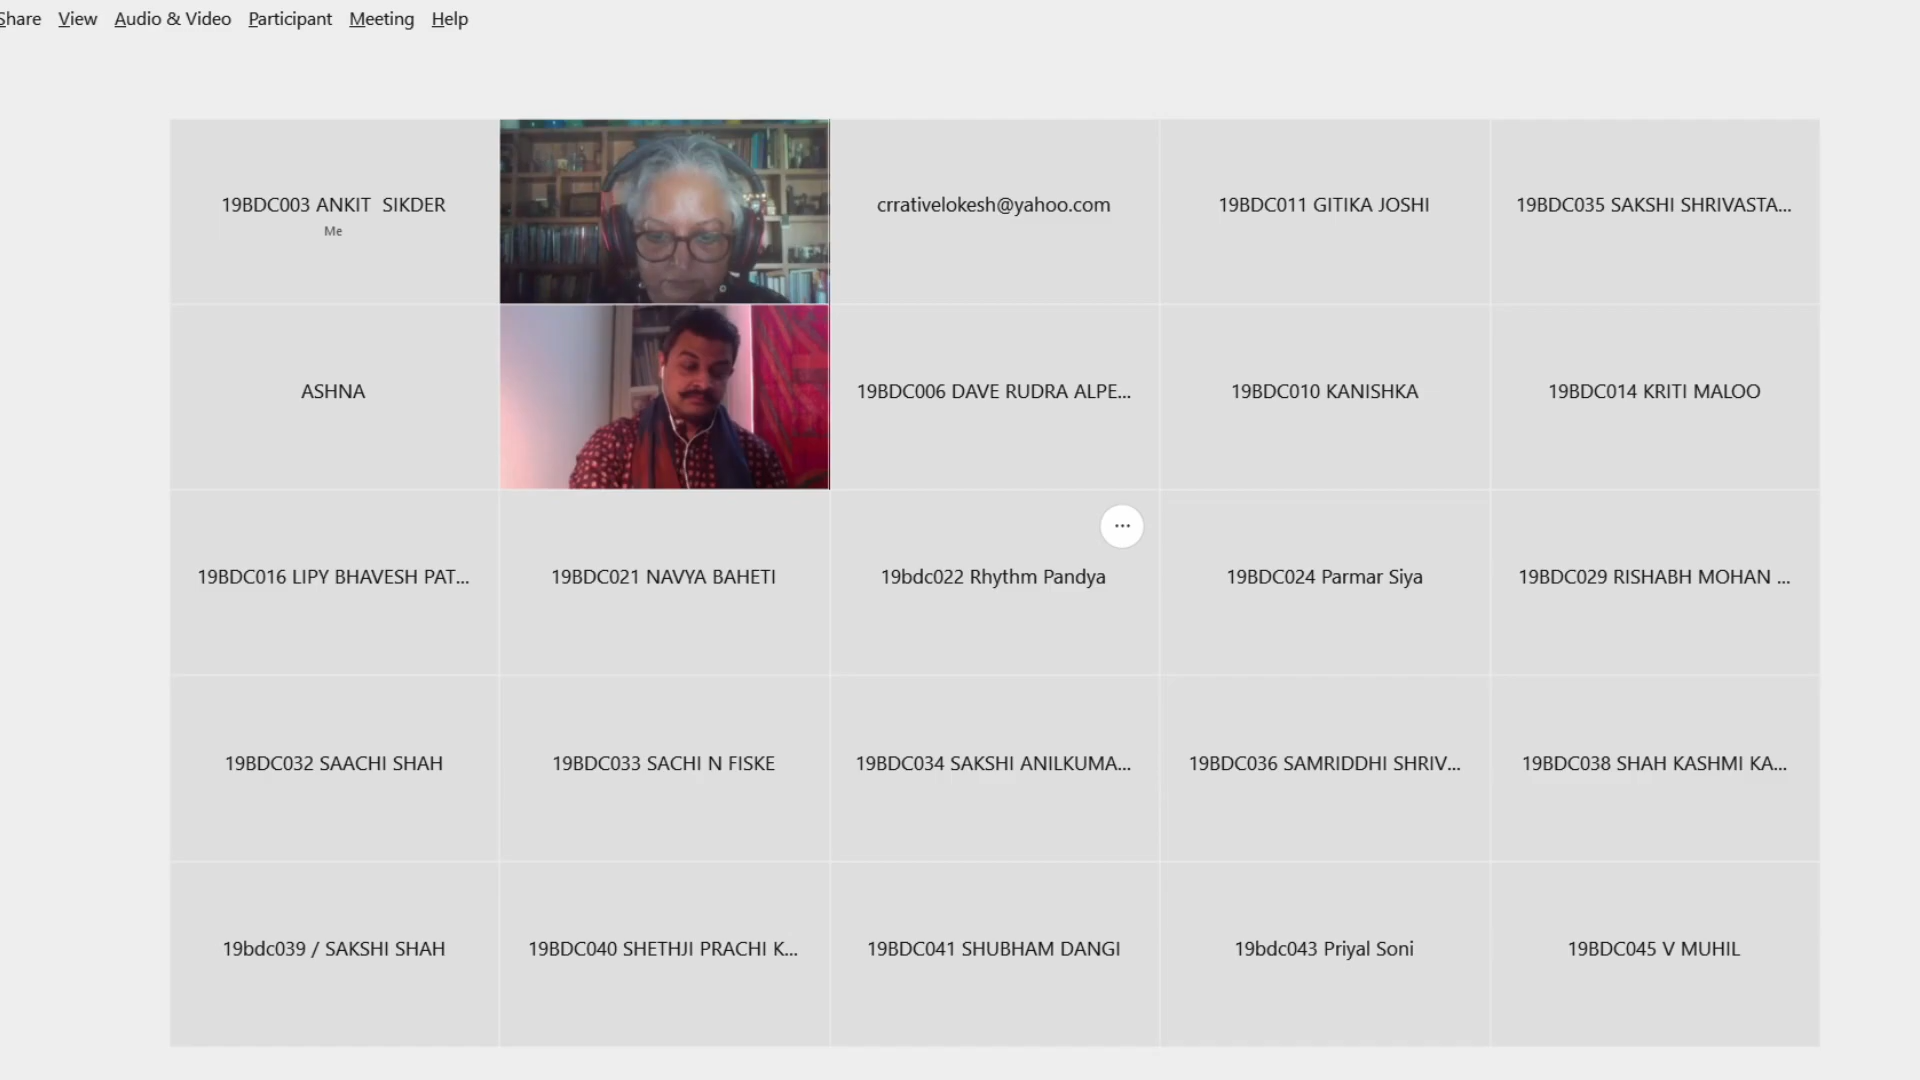 Share View Audio & Video Participant Meeting Help
19BDC003 ANKIT SIKDER
Me
crrativelokesh@yahoo.com
19BDC011 GITIKA JOSHI
19BDC035 SAKSHI SHRIVASTA...
ASHNA
19BDC006 DAVE RUDRA ALPE...
19BDC010 KANISHKA
19BDC014 KRITI MALOO
19BDC016 LIPY BHAVESH PAT...
19BDC021 NAVYA BAHETI
19bdc022 Rhythm Pandya
19BDC024 Parmar Siya
19BDC029 RISHABH MOHAN ...
19BDC032 SAACHI SHAH
19BDC033 SACHI N FISKE
19BDC034 SAKSHI ANILKUMA...
19BDC036 SAMRIDDHI SHRIV...
19BDC038 SHAH KASHMI KA...
19bdc039 / SAKSHI SHAH
19BDC040 SHETHJI PRACHI K...
19BDC041 SHUBHAM DANGI
19bdc043 Priyal Soni
19BDC045 V MUHIL